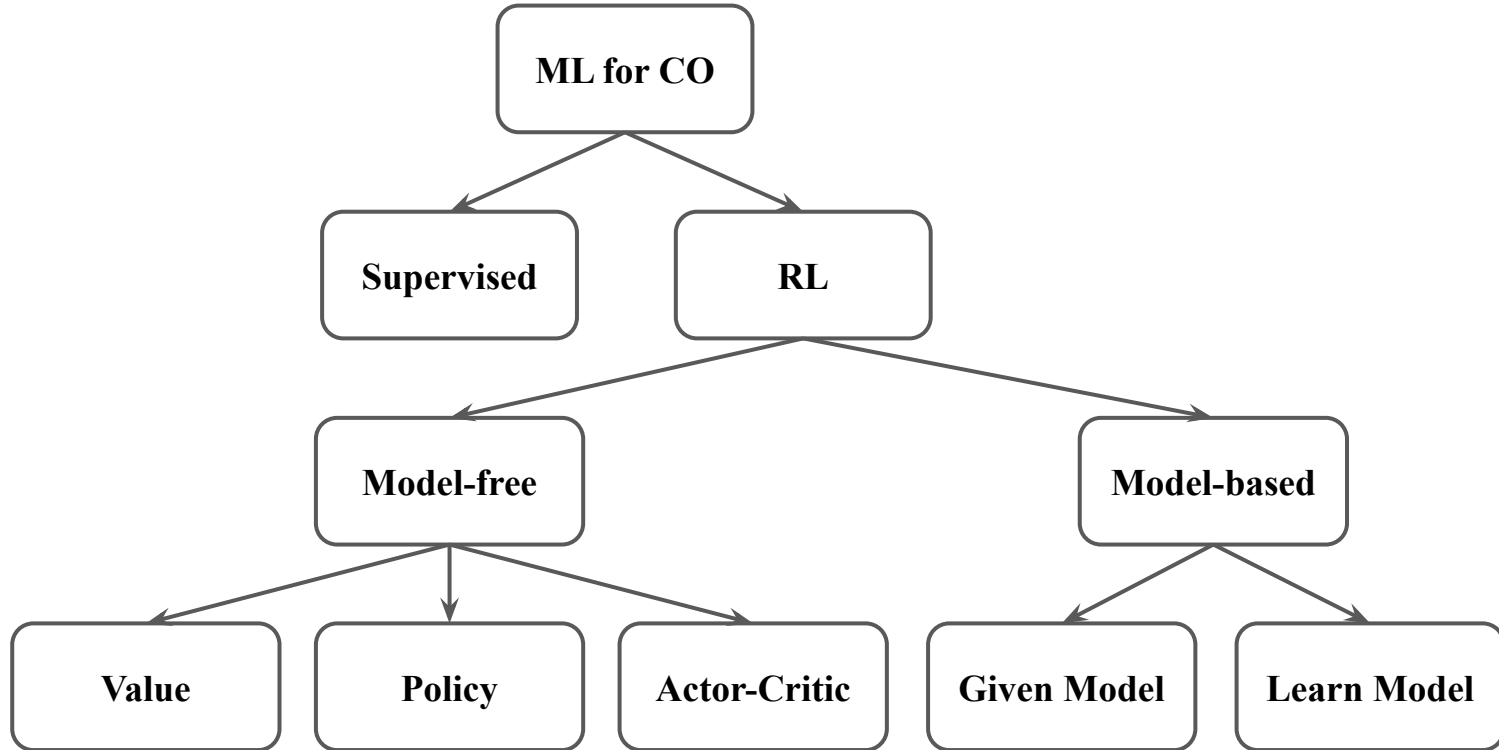 ML for CO
Supervised
RL
Model-free
Model-based
Value
Policy
Actor-Critic
Given Model
Learn Model